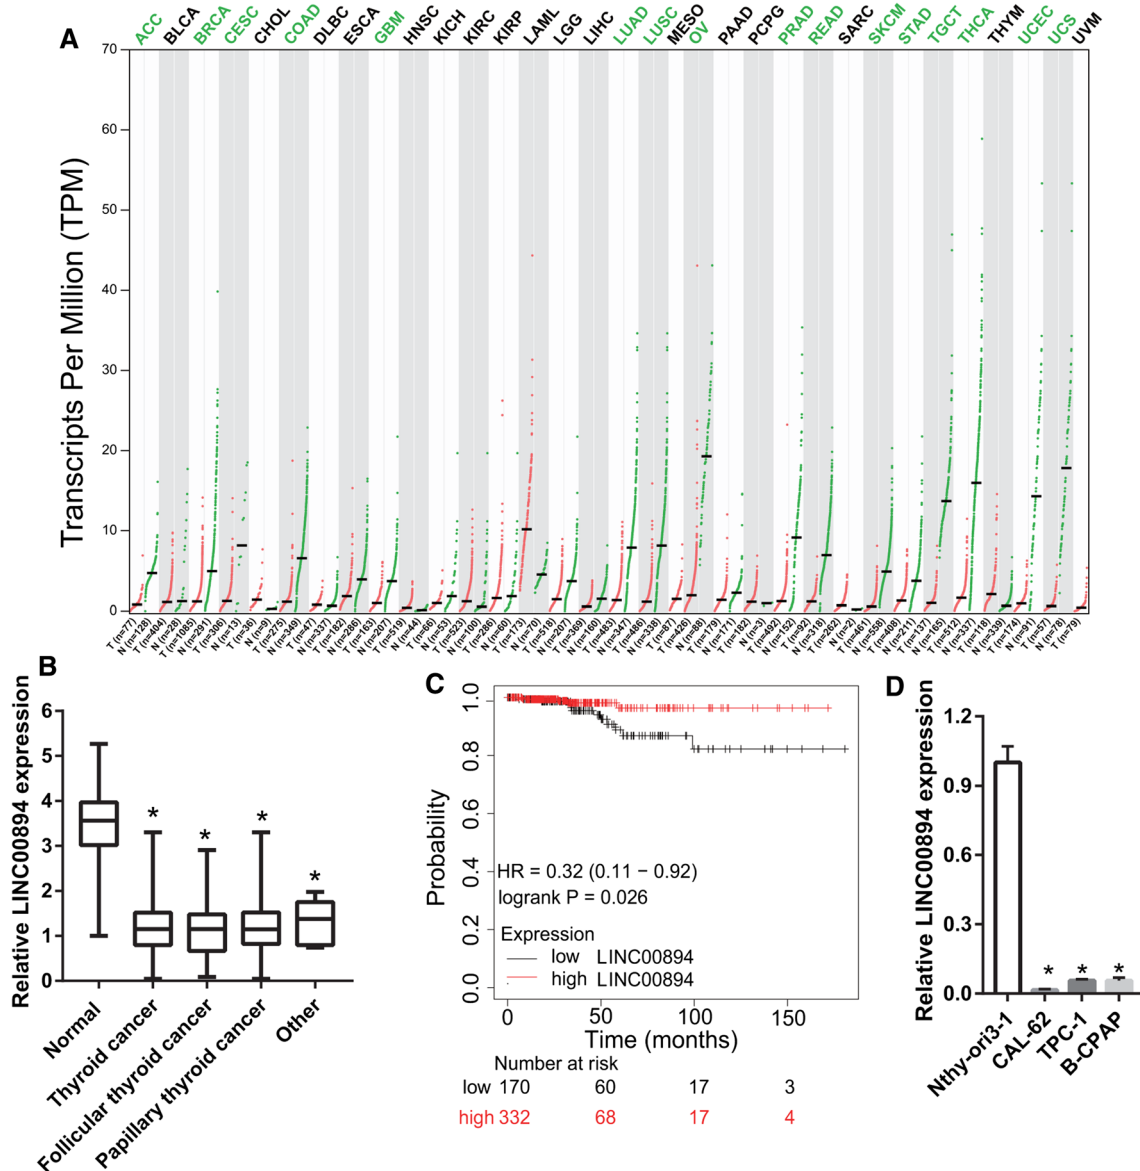 A
ACC BLCA BRCA CESC CHOL COAD DLBC ESCA GBM HNSC KICH KIRC KIRP LAML LGG LIHC LUAD LUSC MESO OV PAAD PCPG PRAD READ SARC SKCM STAD TGCT THCA THYM UCEC UCS UVM
Transcripts Per Million (TPM)
70
60
50
40
30
20
10
0
T (n=77)
N (n=128)
T (n=404)
N (n=28)
T (n=1085)
N (n=291)
T (n=306)
N (n=13)
T (n=36)
N (n=9)
T (n=275)
N (n=349)
T (n=47)
N (n=337)
T (n=182)
N (n=286)
T (n=163)
N (n=207)
T (n=519)
N (n=44)
T (n=66)
N (n=53)
T (n=523)
N (n=100)
T (n=286)
N (n=60)
T (n=173)
N (n=70)
T (n=518)
N (n=207)
T (n=369)
N (n=160)
T (n=483)
N (n=347)
T (n=486)
N (n=338)
T (n=87)
T (n=426)
N (n=88)
T (n=179)
N (n=171)
T (n=182)
N (n=3)
T (n=492)
N (n=152)
T (n=92)
N (n=318)
T (n=262)
N (n=2)
T (n=461)
N (n=558)
T (n=408)
N (n=211)
T (n=137)
N (n=165)
T (n=512)
N (n=337)
T (n=118)
N (n=339)
T (n=174)
N (n=91)
T (n=57)
N (n=78)
T (n=79)
B
Relative LINC00894 expression
6
5
4
3
2
1
0
* * * *
Normal
Thyroid cancer
Follicular thyroid cancer
Papillary thyroid cancer
Other
C
Probability
1.0
0.8
0.6
0.4
0.2
0.0
HR = 0.32 (0.11 − 0.92)
logrank P = 0.026
Expression
low LINC00894
high LINC00894
0 50 100 150
Time (months)
Number at risk
low 170 60 17 3
high 332 68 17 4
D
Relative LINC00894 expression
1.2
0.9
0.6
0.3
0.0
* * *
Nthy-ori3-1
CAL-62
TPC-1
B-CPAP